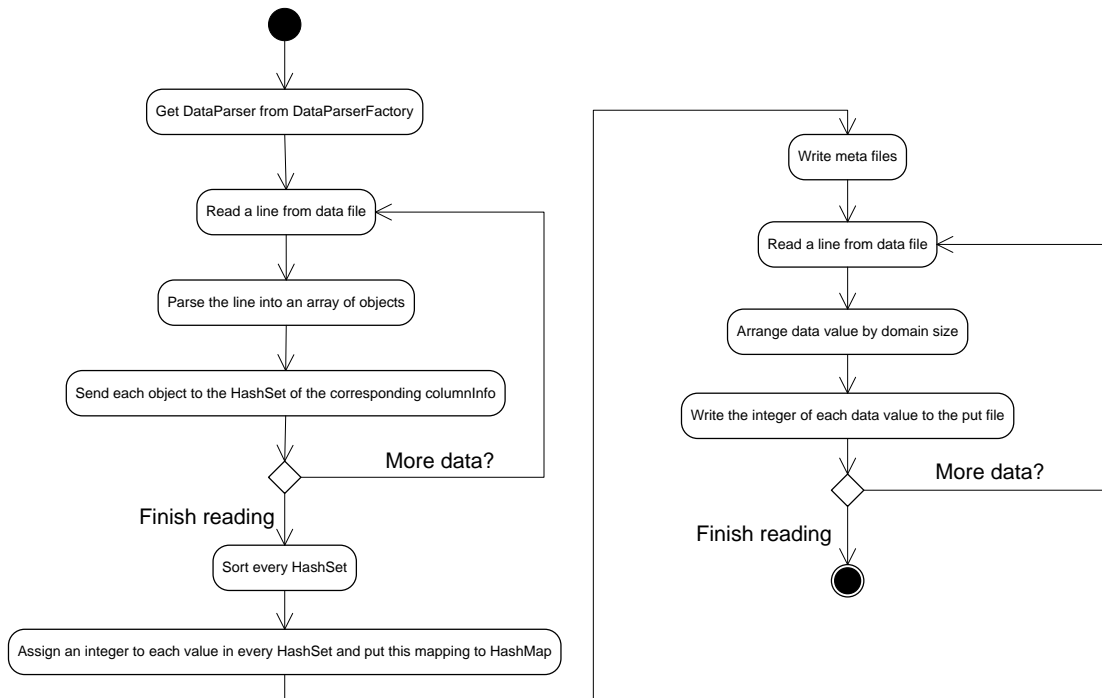 Get DataParser from DataParserFactory
Read a line from data file
Parse the line into an array of objects
Send each object to the HashSet of the corresponding columnInfo
More data?
Finish reading
Sort every HashSet
Assign an integer to each value in every HashSet and put this mapping to HashMap
Write meta files
Read a line from data file
Arrange data value by domain size
Write the integer of each data value to the put file
More data?
Finish reading